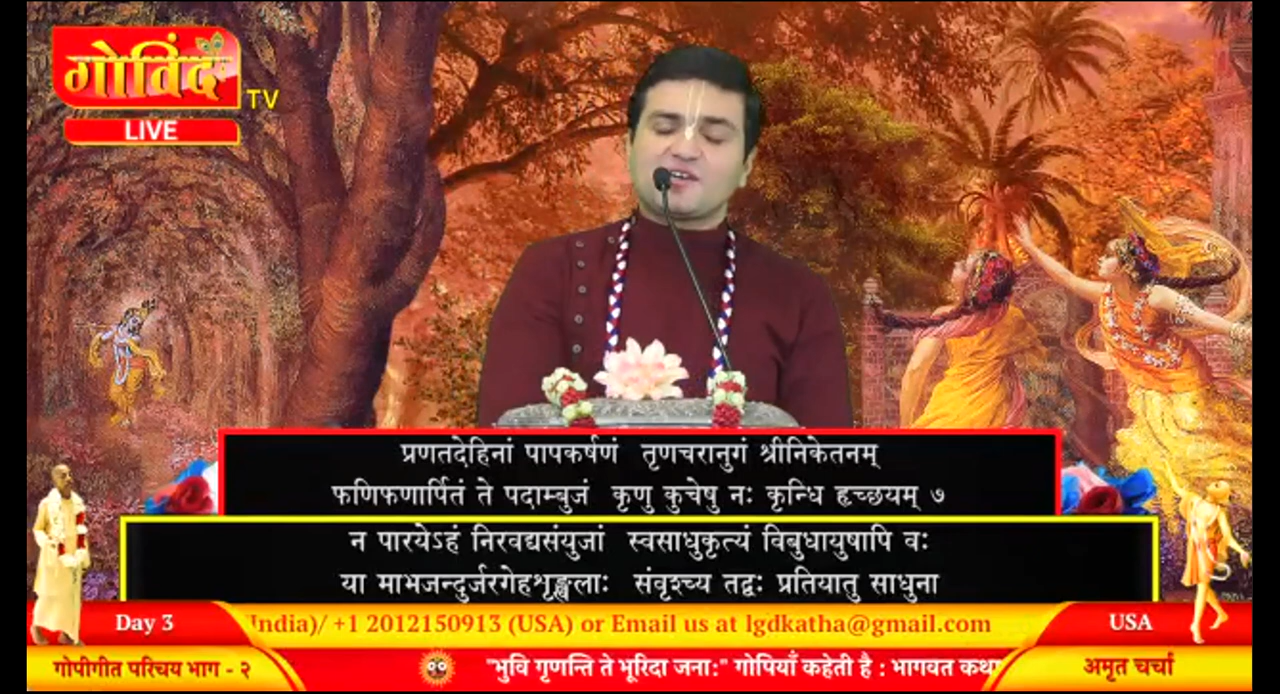 गोविंद
TV
LIVE
प्रणतदेहिनां पापकर्षणं तृणचरानुगं श्रीनिकेतनम्
फणिफणार्पितं ते पदाम्बुजं कृणु कुचेषु नः कृन्धि हृच्छयम् ७
न पारयेऽहं निरवद्यसंयुजां स्वसाधुकृत्यं विबुधायुषापि वः
या माभजन्दुर्जरगेहशृङ्खलाः संवृश्च्य तद्वः प्रतियातु साधुना
Day 3
India)/ +1 2012150913 (USA) or Email us at lgdkatha@gmail.com
USA
गोपीगीत परिचय भाग - २
"भुवि गृणन्ति ते भूरिदा जनाः" गोपियाँ कहेती है : भागवत कथा
अमृत चर्चा